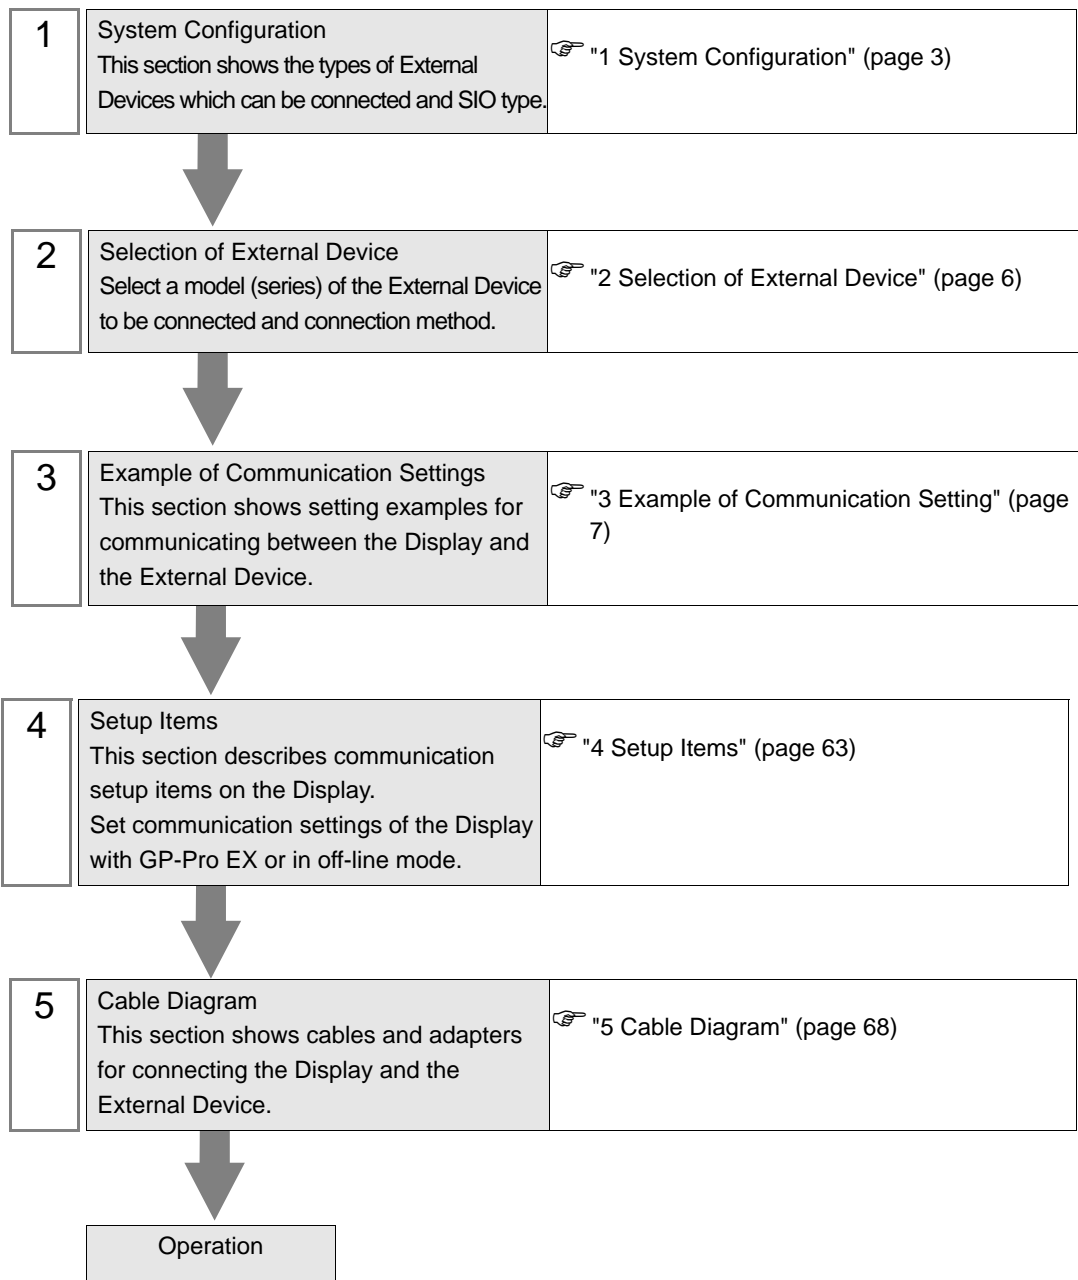 1
System Configuration
This section shows the types of External
Devices which can be connected and SIO type.
"1 System Configuration" (page 3)
2
Selection of External Device
Select a model (series) of the External Device
to be connected and connection method.
"2 Selection of External Device" (page 6)
3
Example of Communication Settings
This section shows setting examples for
communicating between the Display and
the External Device.
"3 Example of Communication Setting" (page
7)
4
Setup Items
This section describes communication
setup items on the Display.
Set communication settings of the Display
with GP-Pro EX or in off-line mode.
"4 Setup Items" (page 63)
5
Cable Diagram
This section shows cables and adapters
for connecting the Display and the
External Device.
"5 Cable Diagram" (page 68)
Operation